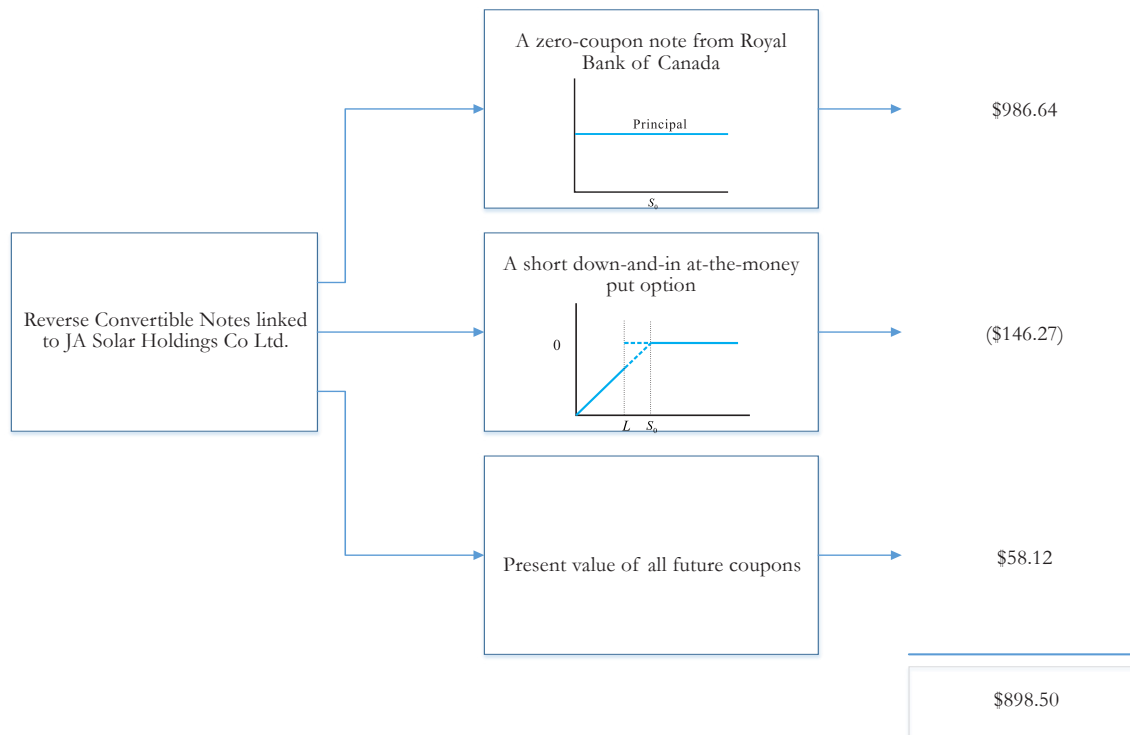 A zero-coupon note from Royal
Bank of Canada
Principal
S₀
$986.64
Reverse Convertible Notes linked
to JA Solar Holdings Co Ltd.
A short down-and-in at-the-money
put option
0
L S₀
($146.27)
Present value of all future coupons
$58.12
$898.50